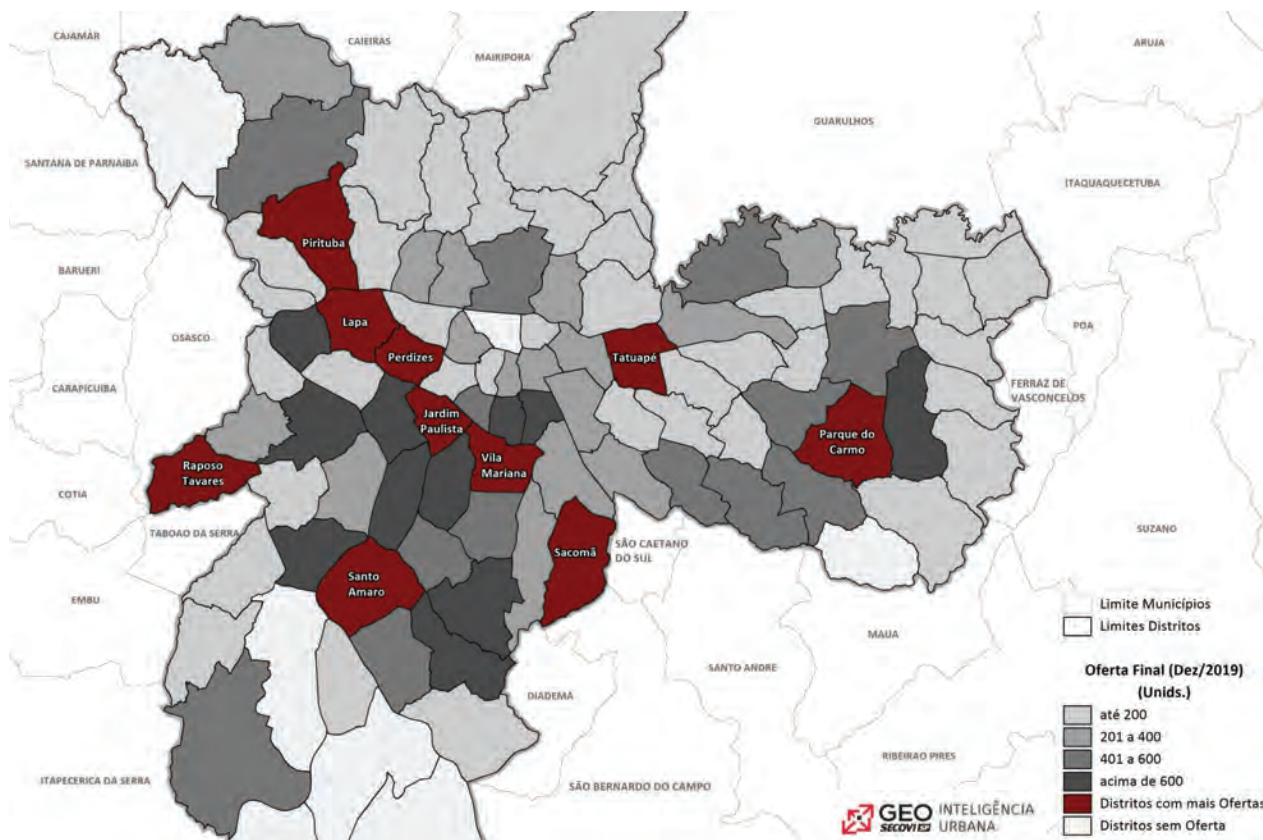 CAJAMAR
CAIEIRAS
MAIRIPORA
ARUJA
GUARULHOS
SANTANA DE PARNAIBA
ITAQUAQUECETUBA
Pirituba
BARUERI
OSASCO
Lapa
Perdizes
Tatuapé
POA
CARAPICUIBA
FERRAZ DE
VASCONCELOS
Jardim
Paulista
Parque do
Carmo
Vila
Mariana
Raposo
Tavares
COTIA
TABOAO DA SERRA
SUZANO
Sacomã
SÃO CAETANO
DO SUL
Santo
Amaro
EMBU
MAUA
SANTO ANDRE
DIADEMA
RIBEIRAO PIRES
ITAPECERICA DA SERRA
SÃO BERNARDO DO CAMPO
Limite Municípios
Limites Distritos
Oferta Final (Dez/2019)
(Unids.)
até 200
201 a 400
401 a 600
acima de 600
Distritos com mais Ofertas
Distritos sem Oferta
GEO
SECOVI SP
INTELIGÊNCIA
URBANA